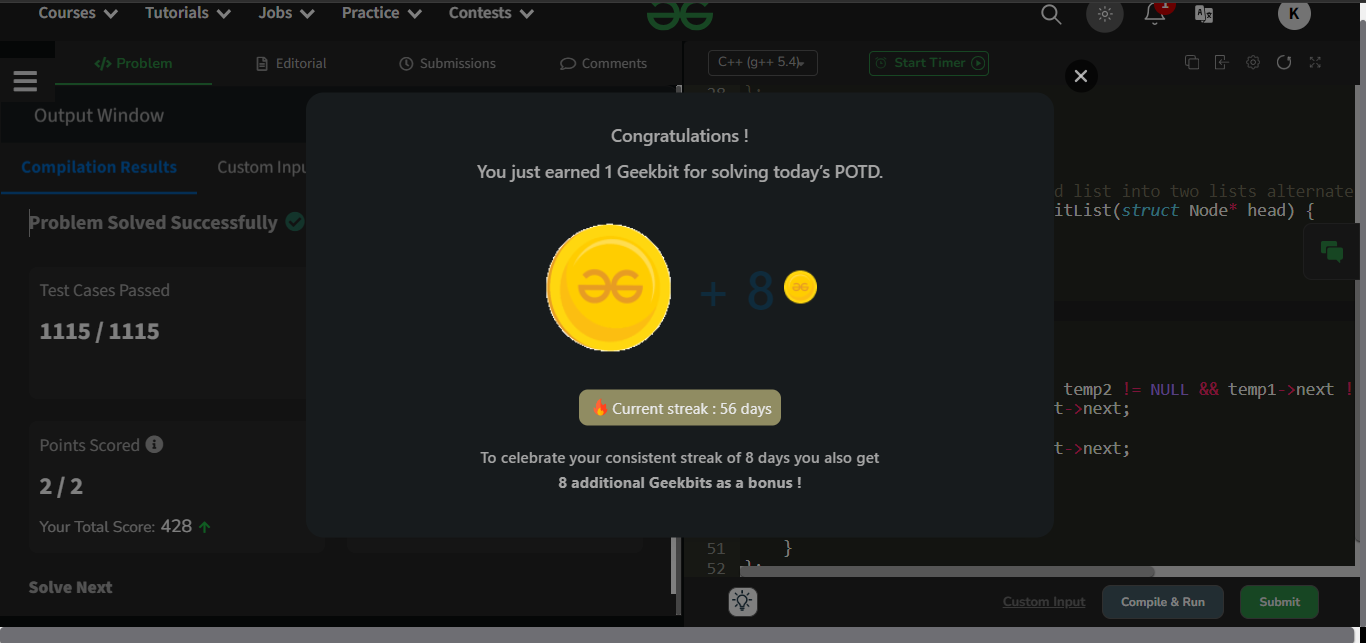 Courses Tutorials Jobs Practice Contests
1
K
Problem Editorial Submissions Comments
C++ (g++ 5.4) Start Timer
Output Window
Compilation Results Custom Inpu
Problem Solved Successfully
Test Cases Passed
1115 / 1115
Points Scored
2 / 2
Your Total Score: 428
Solve Next
Congratulations !
You just earned 1 Geekbit for solving today's POTD.
+ 8
Current streak : 56 days
To celebrate your consistent streak of 8 days you also get
8 additional Geekbits as a bonus !
28 };
d list into two lists alternate
itList(struct Node* head) {
temp2 != NULL && temp1->next !
t->next;
t->next;
51 }
52 };
Custom Input Compile & Run Submit